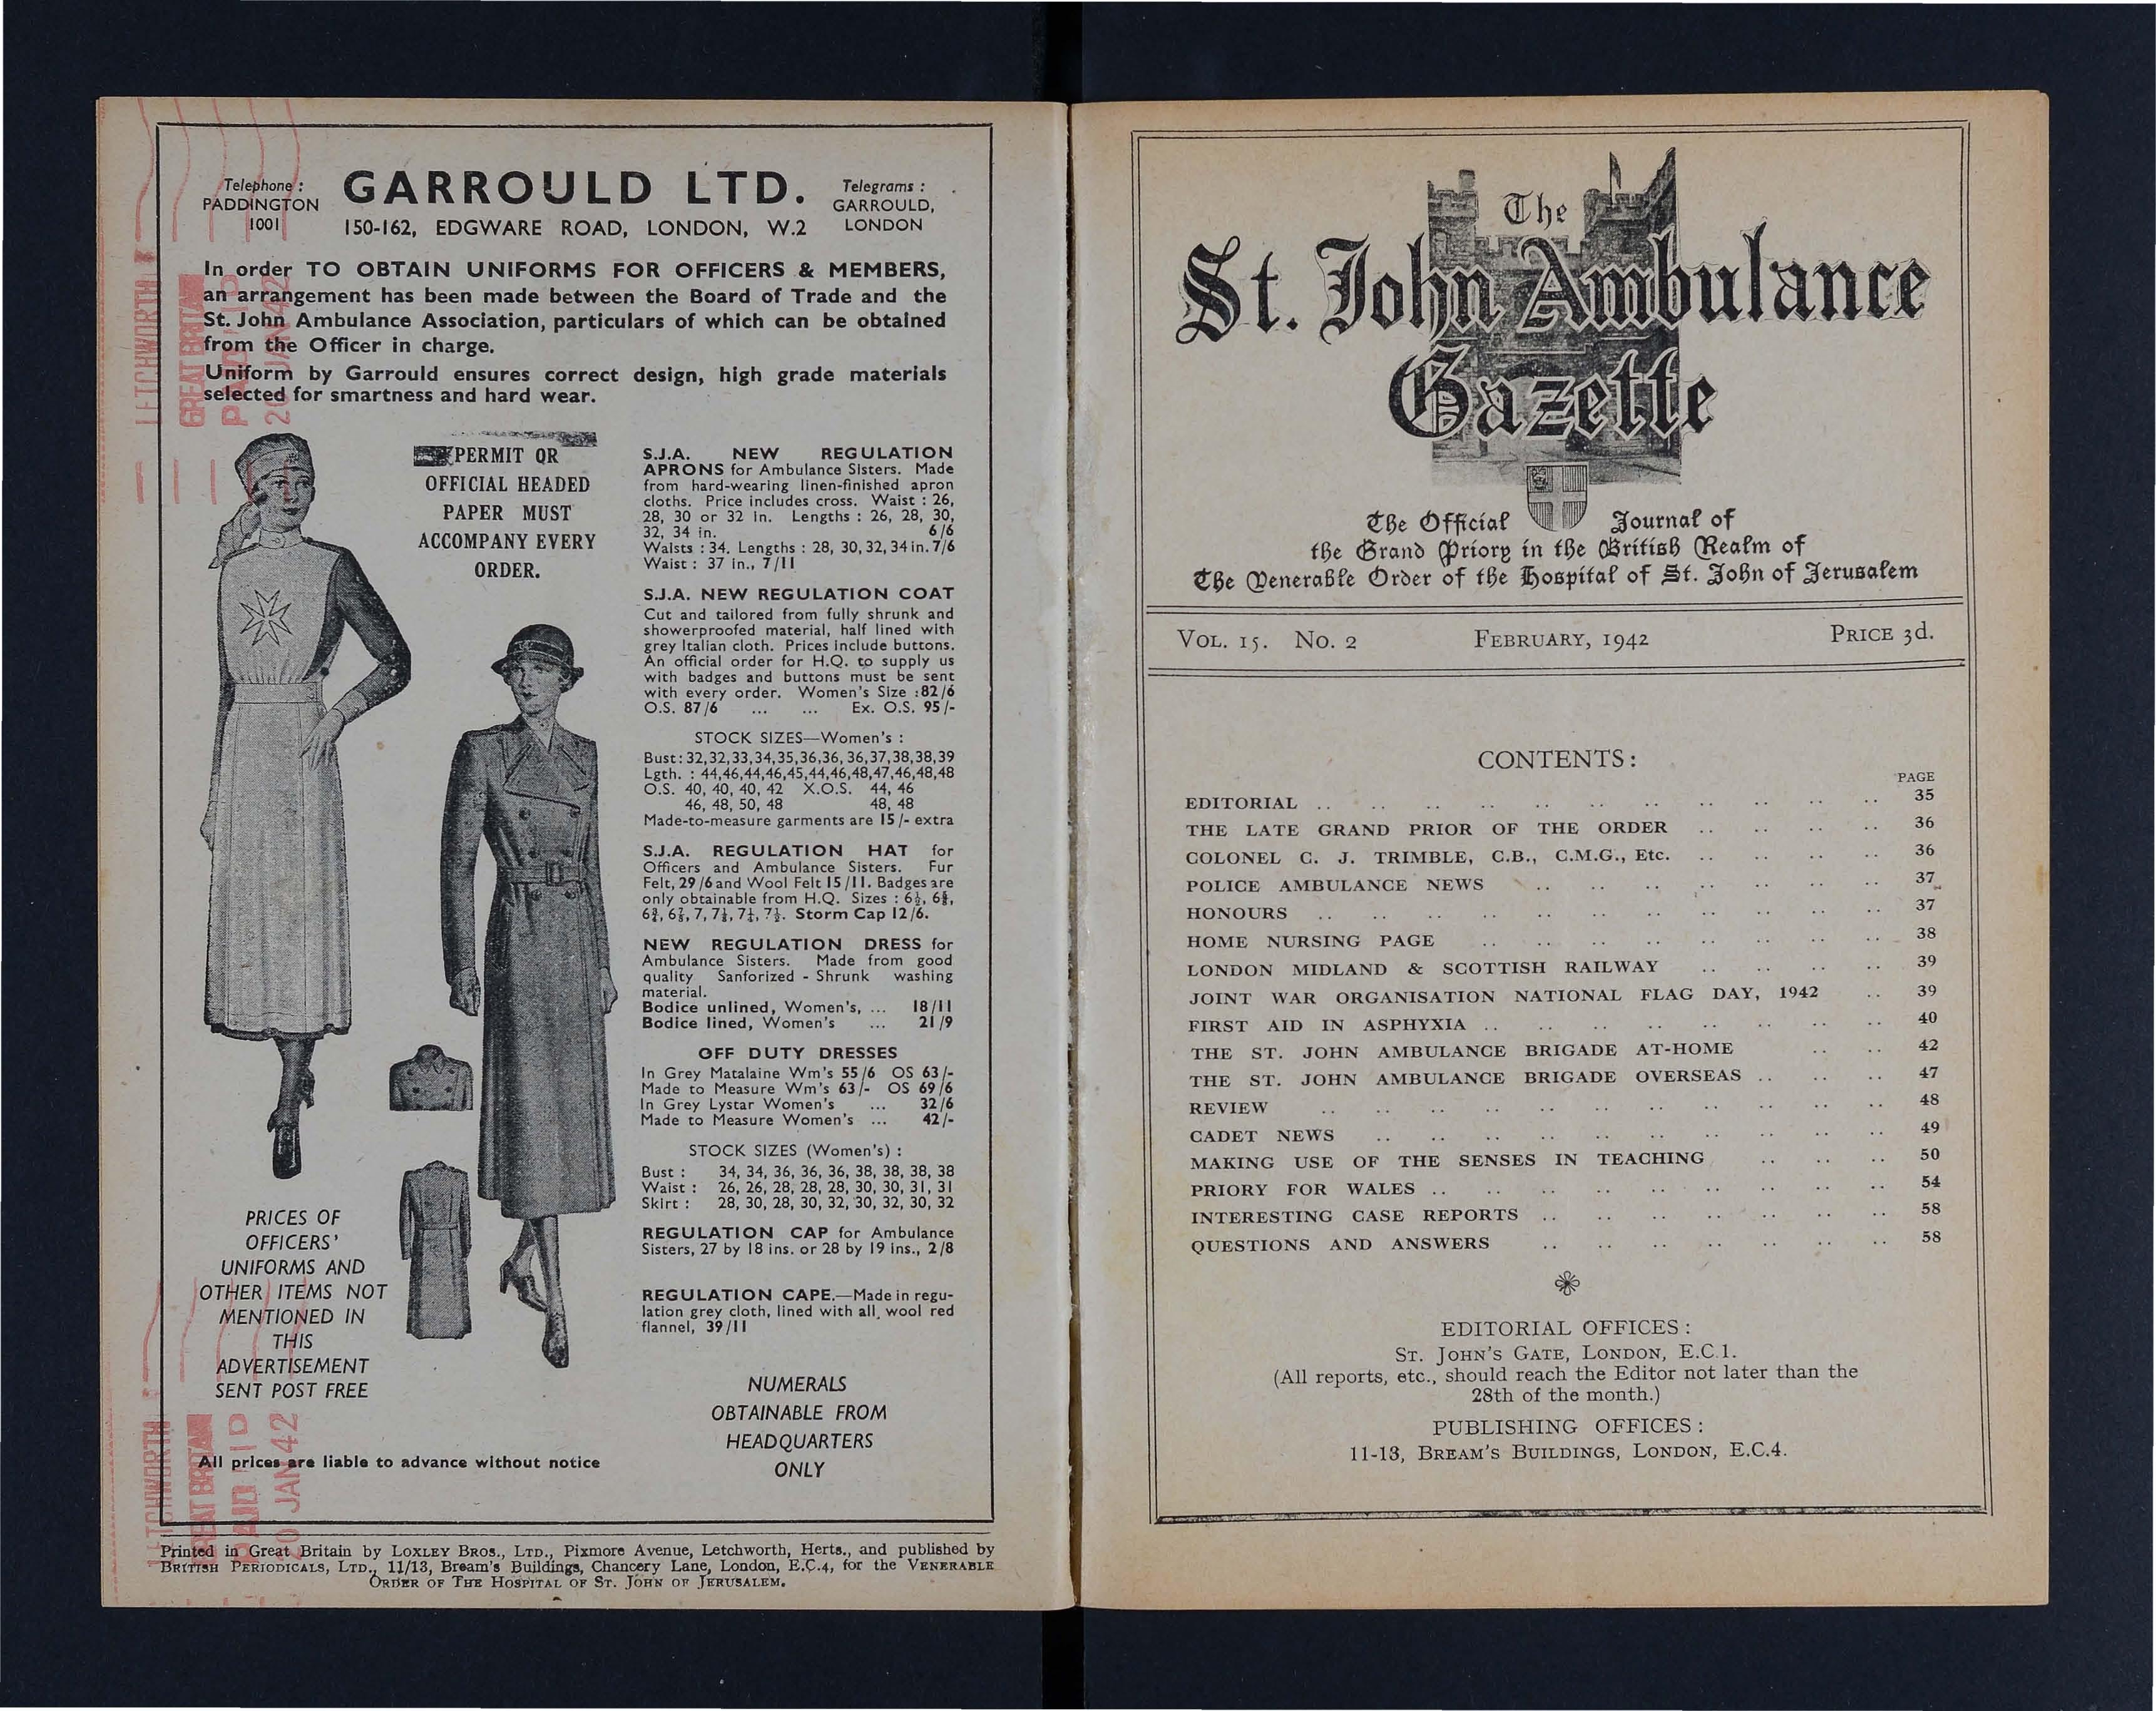 Telephone :
PADDINGTON
1001
GARROULD LTD.
150-162, EDGWARE ROAD, LONDON, W.2
Telegrams :
GARROULD,
LONDON
In order TO OBTAIN UNIFORMS FOR OFFICERS & MEMBERS,
an arrangement has been made between the Board of Trade and the
St. John Ambulance Association, particulars of which can be obtained
from the Officer in charge.
Uniform by Garrould ensures correct design, high grade materials
selected for smartness and hard wear.
PERMIT OR
OFFICIAL HEADED
PAPER MUST
ACCOMPANY EVERY
ORDER.
S.J.A. NEW REGULATION
APRONS for Ambulance Sisters. Made
from hard-wearing linen-finished apron
cloths. Price includes cross. Waist : 26,
28, 30 or 32 in. Lengths : 26, 28, 30,
32, 34 in. 6/6
Waists : 34. Lengths : 28, 30, 32, 34 in. 7/6
Waist : 37 in., 7/11
S.J.A. NEW REGULATION COAT
Cut and tailored from fully shrunk and
showerproofed material, half lined with
grey Italian cloth. Prices include buttons.
An official order for H.Q. to supply us
with badges and buttons must be sent
with every order. Women's Size :82/6
O.S. 87/6 ... ... Ex. O.S. 95/-
STOCK SIZES—Women's :
Bust : 32,32,33,34,35,36,36, 36,37,38,38,39
Lgth. : 44,46,44,46,45,44,46,48,47,46,48,48
O.S. 40, 40, 40, 42 X.O.S. 44, 46
46, 48, 50, 48 48, 48
Made-to-measure garments are 15/- extra
S.J.A. REGULATION HAT for
Officers and Ambulance Sisters. Fur
Felt, 29/6 and Wool Felt 15/11. Badges are
only obtainable from H.Q. Sizes : 6½, 6⅝,
6¾, 6⅞, 7, 7⅛, 7¼, 7½. Storm Cap 12/6.
NEW REGULATION DRESS for
Ambulance Sisters. Made from good
quality Sanforized - Shrunk washing
material.
Bodice unlined, Women's, ... 18/11
Bodice lined, Women's ... 21/9
OFF DUTY DRESSES
In Grey Matalaine Wm's 55/6 OS 63/-
Made to Measure Wm's 63/- OS 69/6
In Grey Lystar Women's ... 32/6
Made to Measure Women's ... 42/-
STOCK SIZES (Women's) :
Bust : 34, 34, 36, 36, 36, 38, 38, 38, 38
Waist : 26, 26, 28, 28, 28, 30, 30, 31, 31
Skirt : 28, 30, 28, 30, 32, 30, 32, 30, 32
REGULATION CAP for Ambulance
Sisters, 27 by 18 ins. or 28 by 19 ins., 2/8
REGULATION CAPE.—Made in regu-
lation grey cloth, lined with all wool red
flannel, 39/11
PRICES OF
OFFICERS'
UNIFORMS AND
OTHER ITEMS NOT
MENTIONED IN
THIS
ADVERTISEMENT
SENT POST FREE
NUMERALS
OBTAINABLE FROM
HEADQUARTERS
ONLY
All prices are liable to advance without notice
LETCHWORTH
GREAT BRITAIN
PAID
20 JAN 42
LETCHWORTH
GREAT BRITAIN
PAID
20 JAN 42
Printed in Great Britain by LOXLEY BROS., LTD., Pixmore Avenue, Letchworth, Herts., and published by
BRITISH PERIODICALS, LTD., 11/13, Bream's Buildings, Chancery Lane, London, E.C.4, for the VENERABLE
ORDER OF THE HOSPITAL OF ST. JOHN OF JERUSALEM.
The
St. John Ambulance
Gazette
The Official Journal of
the Grand Priory in the British Realm of
The Venerable Order of the Hospital of St. John of Jerusalem
VOL. 15. NO. 2 FEBRUARY, 1942 PRICE 3d.
CONTENTS :
PAGE
EDITORIAL .. .. .. .. .. .. .. .. .. .. .. 35
THE LATE GRAND PRIOR OF THE ORDER .. .. .. .. 36
COLONEL C. J. TRIMBLE, C.B., C.M.G., Etc. .. .. .. .. 36
POLICE AMBULANCE NEWS .. .. .. .. .. .. .. 37
HONOURS .. .. .. .. .. .. .. .. .. .. .. 37
HOME NURSING PAGE .. .. .. .. .. .. .. .. 38
LONDON MIDLAND & SCOTTISH RAILWAY .. .. .. .. 39
JOINT WAR ORGANISATION NATIONAL FLAG DAY, 1942 .. 39
FIRST AID IN ASPHYXIA .. .. .. .. .. .. .. .. 40
THE ST. JOHN AMBULANCE BRIGADE AT-HOME .. .. 42
THE ST. JOHN AMBULANCE BRIGADE OVERSEAS .. .. .. 47
REVIEW .. .. .. .. .. .. .. .. .. .. .. 48
CADET NEWS .. .. .. .. .. .. .. .. .. .. 49
MAKING USE OF THE SENSES IN TEACHING .. .. .. 50
PRIORY FOR WALES .. .. .. .. .. .. .. .. .. 54
INTERESTING CASE REPORTS .. .. .. .. .. .. .. 58
QUESTIONS AND ANSWERS .. .. .. .. .. .. .. 58
EDITORIAL OFFICES :
ST. JOHN'S GATE, LONDON, E.C.1.
(All reports, etc., should reach the Editor not later than the
28th of the month.)
PUBLISHING OFFICES :
11-13, BREAM'S BUILDINGS, LONDON, E.C.4.